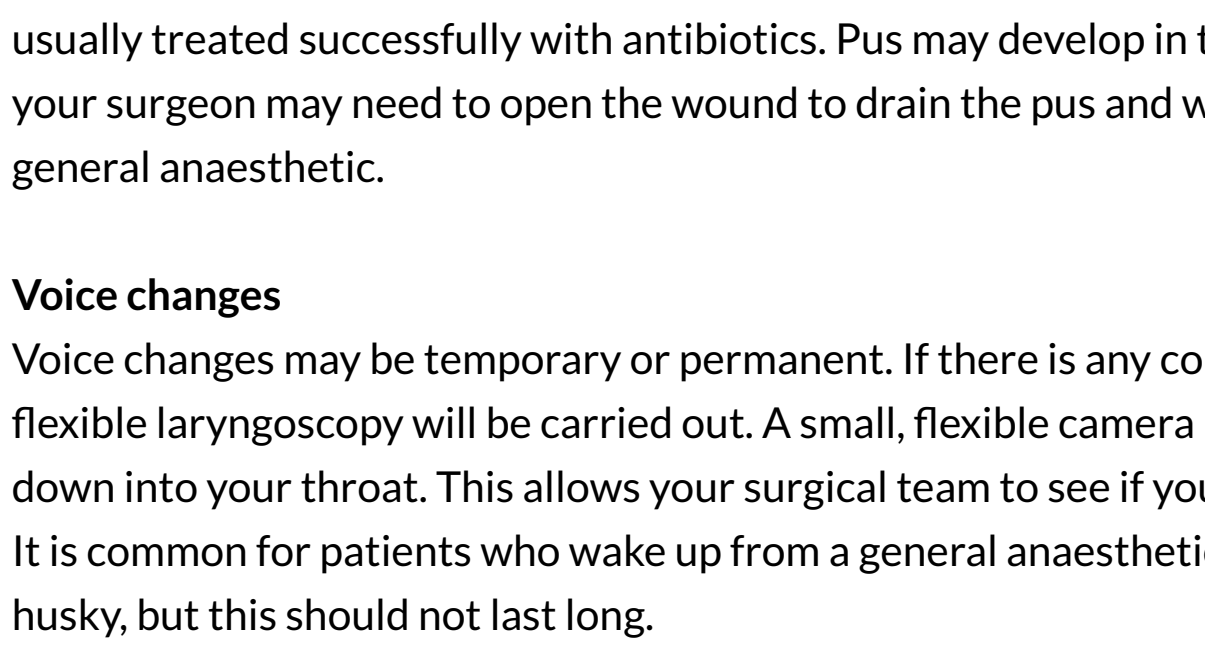 usually treated successfully with antibiotics. Pus may develop in
your surgeon may need to open the wound to drain the pus and
general anaesthetic.
Voice changes
Voice changes may be temporary or permanent. If there is any
flexible laryngoscopy will be carried out. A small, flexible camera
down into your throat. This allows your surgical team to see if
It is common for patients who wake up from a general
husky, but this should not last long.